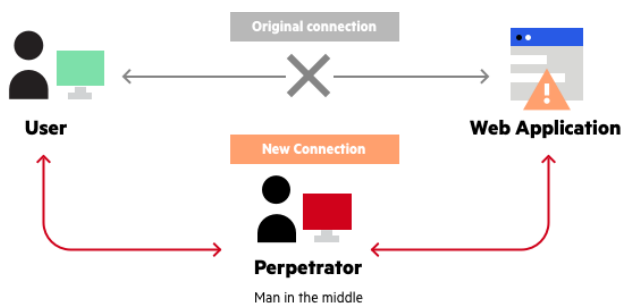 Original connection
User
Web Application
New Connection
Perpetrator
Man in the middle